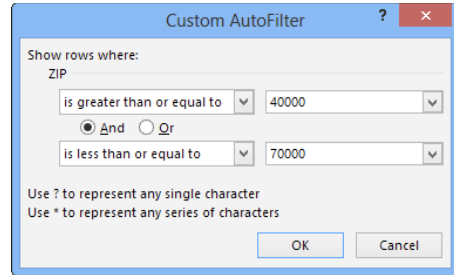 Custom AutoFilter ? ×
Show rows where:
ZIP
is greater than or equal to 40000
And Or
is less than or equal to 70000
Use ? to represent any single character
Use * to represent any series of characters
OK Cancel